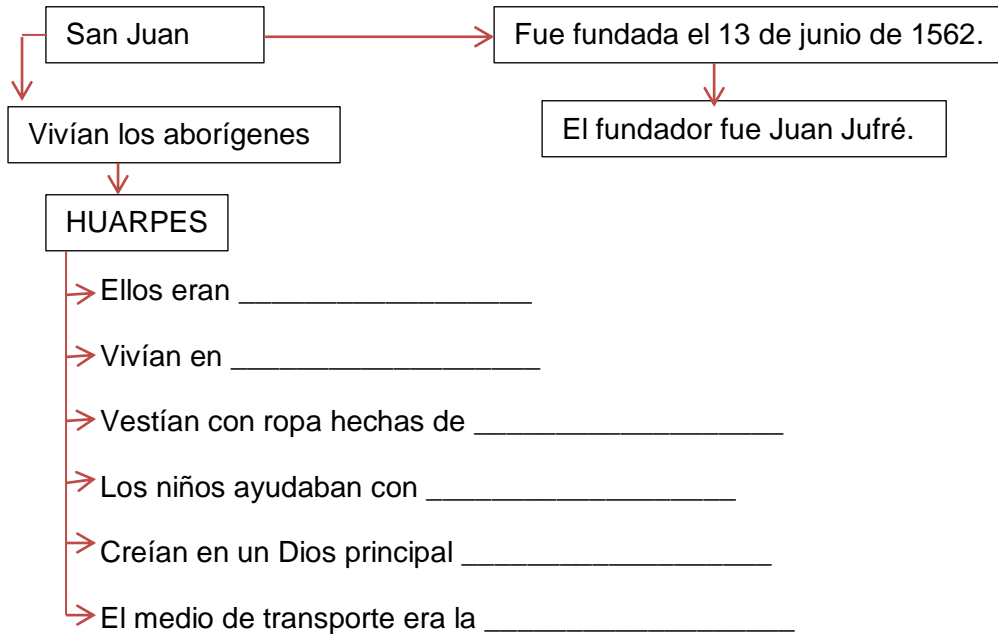 San Juan
Fue fundada el 13 de junio de 1562.
El fundador fue Juan Jufré.
Vivían los aborígenes
HUARPES
Ellos eran __________________
Vivían en ___________________
Vestían con ropa hechas de ___________________
Los niños ayudaban con ___________________
Creían en un Dios principal ___________________
El medio de transporte era la ___________________